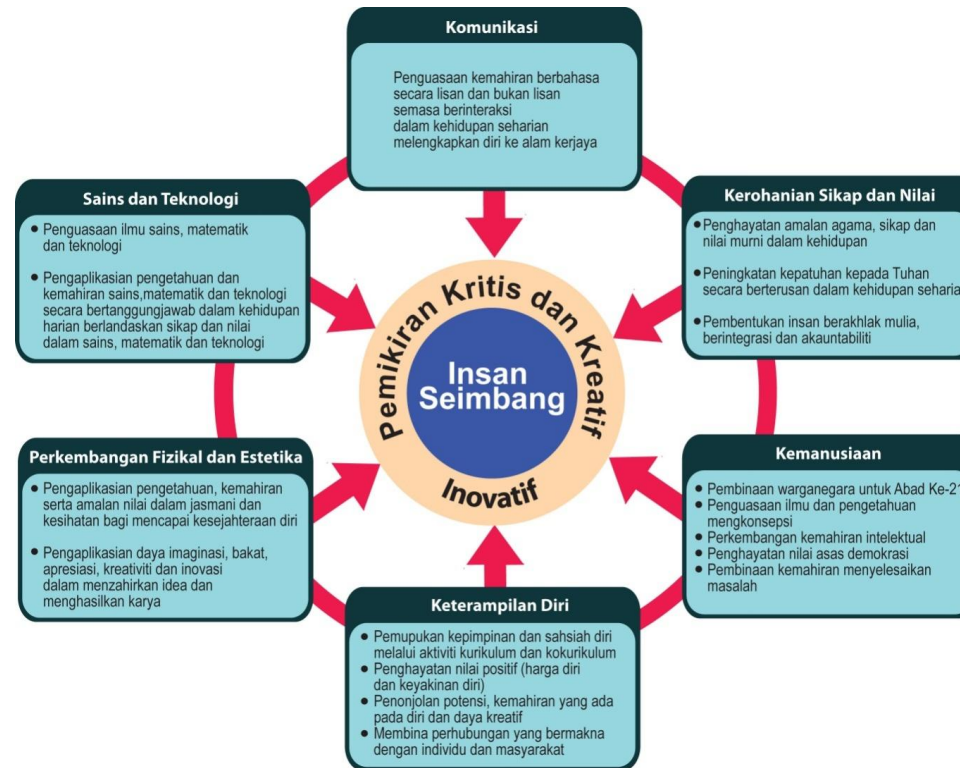 Komunikasi
Penguasaan kemahiran berbahasa
secara lisan dan bukan lisan
semasa berinteraksi
dalam kehidupan seharian
melengkapkan diri ke alam kerjaya
Sains dan Teknologi
• Penguasaan ilmu sains, matematik
dan teknologi
• Pengaplikasian pengetahuan dan
kemahiran sains,matematik dan teknologi
secara bertanggungjawab dalam kehidupan
harian berlandaskan sikap dan nilai
dalam sains, matematik dan teknologi
Kerohanian Sikap dan Nilai
• Penghayatan amalan agama, sikap dan
nilai murni dalam kehidupan
• Peningkatan kepatuhan kepada Tuhan
secara berterusan dalam kehidupan seharia
• Pembentukan insan berakhlak mulia,
berintegrasi dan akauntabiliti
Pemikiran Kritis dan Kreatif
Insan
Seimbang
Inovatif
Perkembangan Fizikal dan Estetika
• Pengaplikasian pengetahuan, kemahiran
serta amalan nilai dalam jasmani dan
kesihatan bagi mencapai kesejahteraan diri
• Pengaplikasian daya imaginasi, bakat,
apresiasi, kreativiti dan inovasi
dalam menzahirkan idea dan
menghasilkan karya
Kemanusiaan
• Pembinaan warganegara untuk Abad Ke-21
• Penguasaan ilmu dan pengetahuan
mengkonsepsi
• Perkembangan kemahiran intelektual
• Penghayatan nilai asas demokrasi
• Pembinaan kemahiran menyelesaikan
masalah
Keterampilan Diri
• Pemupukan kepimpinan dan sahsiah diri
melalui aktiviti kurikulum dan kokurikulum
• Penghayatan nilai positif (harga diri
dan keyakinan diri)
• Penonjolan potensi, kemahiran yang ada
pada diri dan daya kreatif
• Membina perhubungan yang bermakna
dengan individu dan masyarakat